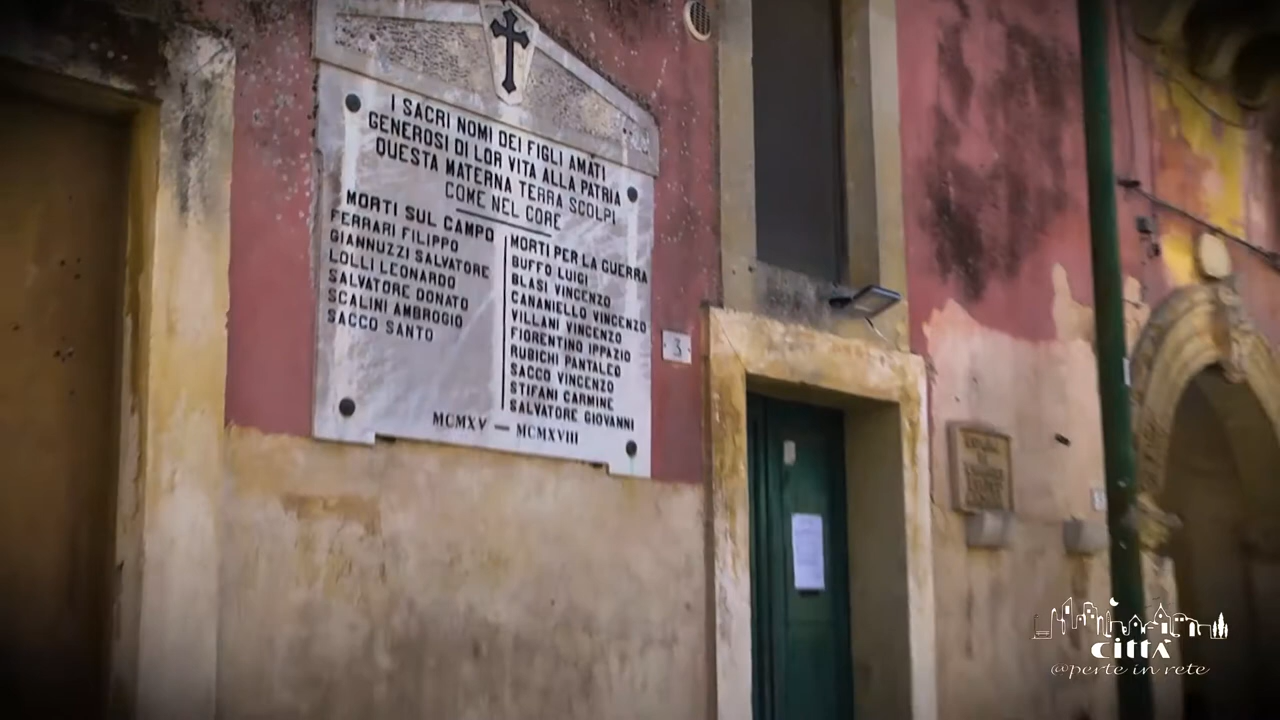 I SACRI NOMI DEI FIGLI AMATI
GENEROSI DI LOR VITA ALLA PATRIA
QUESTA MATERNA TERRA SCOLPÌ
COME NEL CORE
MORTI SUL CAMPO
FERRARI FILIPPO
GIANNUZZI SALVATORE
LOLLI LEONARDO
SALVATORE DONATO
SCALINI AMBROGIO
SACCO SANTO
MORTI PER LA GUERRA
BUFFO LUIGI
BLASI VINCENZO
CANANIELLO VINCENZO
VILLANI VINCENZO
FIORENTINO IPPAZIO
RUBICHI PANTALEO
SACCO VINCENZO
STIFANI CARMINE
SALVATORE GIOVANNI
MCMXV — MCMXVIII
3
CITTÀ
@perte in rete